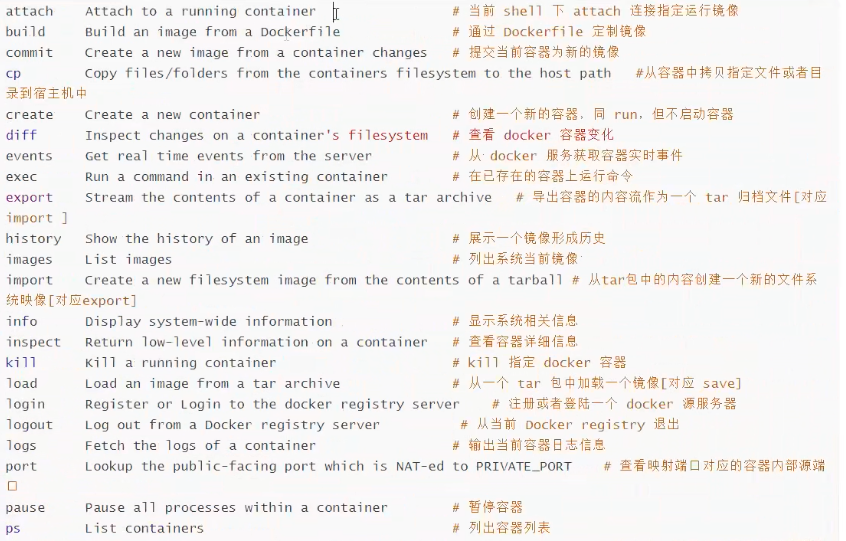 attach    Attach to a running container    # 当前 shell 下 attach 连接指定运行镜像
build    Build an image from a Dockerfile    # 通过 Dockerfile 定制镜像
commit    Create a new image from a container changes    # 提交当前容器为新的镜像
cp    Copy files/folders from the containers filesystem to the host path    #从容器中拷贝指定文件或者目
录到宿主机中
create    Create a new container    # 创建一个新的容器，同 run，但不启动容器
diff    Inspect changes on a container's filesystem    # 查看 docker 容器变化
events    Get real time events from the server    # 从 docker 服务获取容器实时事件
exec    Run a command in an existing container    # 在已存在的容器上运行命令
export    Stream the contents of a container as a tar archive    # 导出容器的内容流作为一个 tar 归档文件[对应
import ]
history    Show the history of an image    # 展示一个镜像形成历史
images    List images    # 列出系统当前镜像
import    Create a new filesystem image from the contents of a tarball # 从tar包中的内容创建一个新的文件系
统映像[对应export]
info    Display system-wide information    # 显示系统相关信息
inspect    Return low-level information on a container    # 查看容器详细信息
kill    Kill a running container    # kill 指定 docker 容器
load    Load an image from a tar archive    # 从一个 tar 包中加载一个镜像[对应 save]
login    Register or Login to the docker registry server    # 注册或者登陆一个 docker 源服务器
logout    Log out from a Docker registry server    # 从当前 Docker registry 退出
logs    Fetch the logs of a container    # 输出当前容器日志信息
port    Lookup the public-facing port which is NAT-ed to PRIVATE_PORT    # 查看映射端口对应的容器内部源端
口
pause    Pause all processes within a container    # 暂停容器
ps    List containers    # 列出容器列表